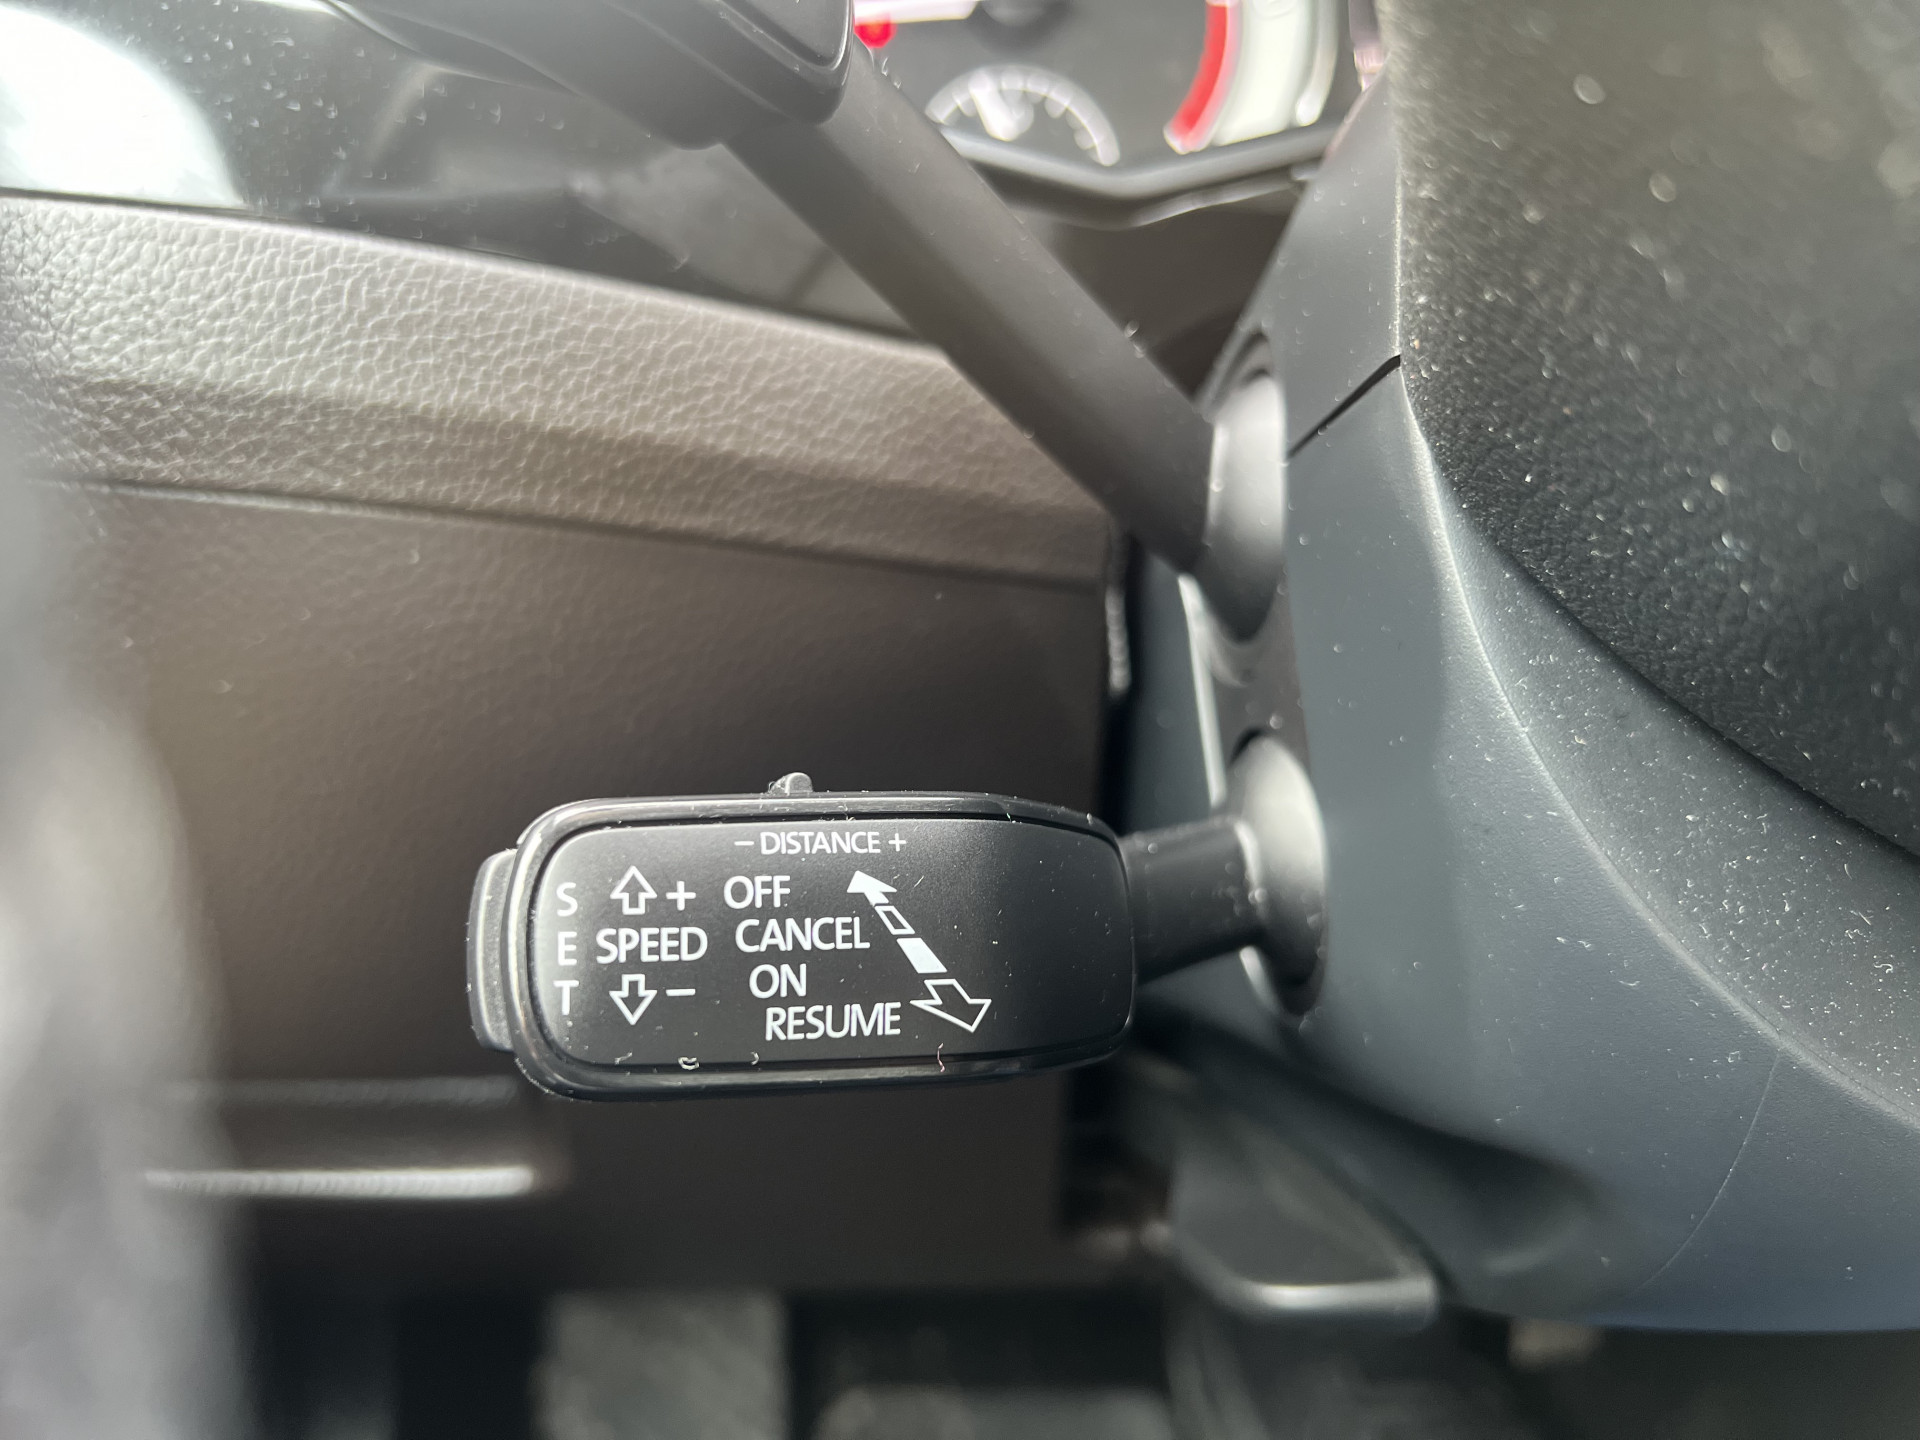 – DISTANCE +
S + OFF
E SPEED CANCEL
T – ON
RESUME